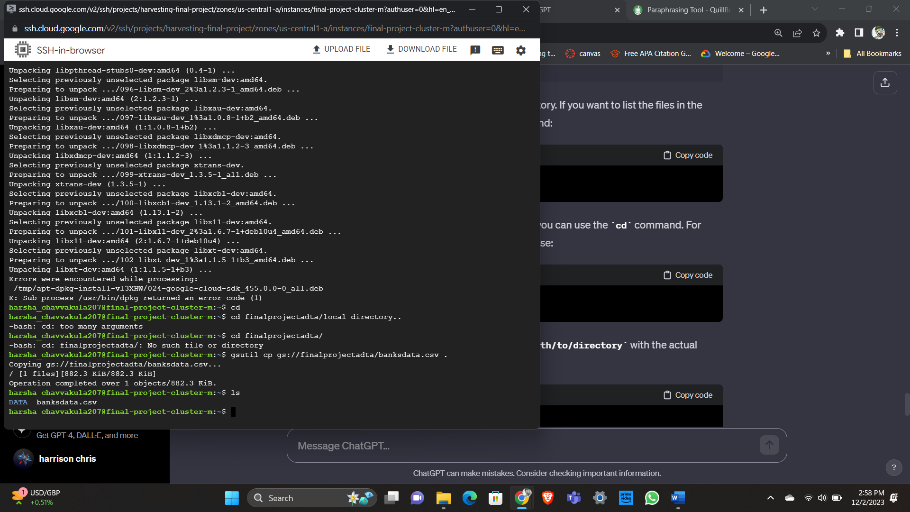 ssh.cloud.google.com/v2/ssh/projects/harvesting-final-project/zones/us-central1-a/instances/final-project-cluster-m?authuser=0&hl=en_...
ssh.cloud.google.com/v2/ssh/projects/harvesting-final-project/zones/us-central1-a/instances/final-project-cluster-m?authuser=0&hl=e...
SSH-in-browser
UPLOAD FILE
DOWNLOAD FILE
Unpacking libpthread-stubs0-dev:amd64 (0.4-1) ...
Selecting previously unselected package libsm-dev:amd64.
Preparing to unpack .../096-libsm-dev_2%3a1.2.3-1_amd64.deb ...
Unpacking libsm-dev:amd64 (2:1.2.3-1) ...
Selecting previously unselected package libxau-dev:amd64.
Preparing to unpack .../097-libxau-dev_1%3a1.0.8-1+b2_amd64.deb ...
Unpacking libxau-dev:amd64 (1:1.0.8-1+b2) ...
Selecting previously unselected package libxdmcp-dev:amd64.
Preparing to unpack .../098-libxdmcp-dev_1%3a1.1.2-3_amd64.deb ...
Unpacking libxdmcp-dev:amd64 (1:1.1.2-3) ...
Selecting previously unselected package xtrans-dev.
Preparing to unpack .../099-xtrans-dev_1.3.5-1_all.deb ...
Unpacking xtrans-dev (1.3.5-1) ...
Selecting previously unselected package libxcb1-dev:amd64.
Preparing to unpack .../100-libxcb1-dev_1.13.1-2_amd64.deb ...
Unpacking libxcb1-dev:amd64 (1.13.1-2) ...
Selecting previously unselected package libx11-dev:amd64.
Preparing to unpack .../101-libx11-dev_2%3a1.6.7-1+deb10u4_amd64.deb ...
Unpacking libx11-dev:amd64 (2:1.6.7-1+deb10u4) ...
Selecting previously unselected package libxt-dev:amd64.
Preparing to unpack .../102-libxt-dev_1%3a1.1.5-1+b3_amd64.deb ...
Unpacking libxt-dev:amd64 (1:1.1.5-1+b3) ...
Errors were encountered while processing:
/tmp/apt-dpkg-install-vl3XHW/024-google-cloud-sdk_455.0.0-0_all.deb
E: Sub-process /usr/bin/dpkg returned an error code (1)
harsha_chavvakula207@final-project-cluster-m:~$ cd
harsha_chavvakula207@final-project-cluster-m:~$ cd finalprojectadta/local directory..
-bash: cd: too many arguments
harsha_chavvakula207@final-project-cluster-m:~$ cd finalprojectadta/
-bash: cd: finalprojectadta/: No such file or directory
harsha_chavvakula207@final-project-cluster-m:~$ gsutil cp gs://finalprojectadta/banksdata.csv .
Copying gs://finalprojectadta/banksdata.csv...
/ [1 files][882.3 KiB/882.3 KiB]
Operation completed over 1 objects/882.3 KiB.
harsha_chavvakula207@final-project-cluster-m:~$ ls
DATA banksdata.csv
harsha_chavvakula207@final-project-cluster-m:~$
GPT
Paraphrasing Tool - Quillb
canvas
Free APA Citation G...
Welcome – Google...
All Bookmarks
ory. If you want to list the files in the
nd:
Copy code
you can use the `cd` command. For
se:
Copy code
th/to/directory` with the actual
Copy code
Get GPT-4, DALL·E, and more
harrison chris
Message ChatGPT...
ChatGPT can make mistakes. Consider checking important information.
?
USD/GBP
+0.51%
Search
2:58 PM
12/2/2023